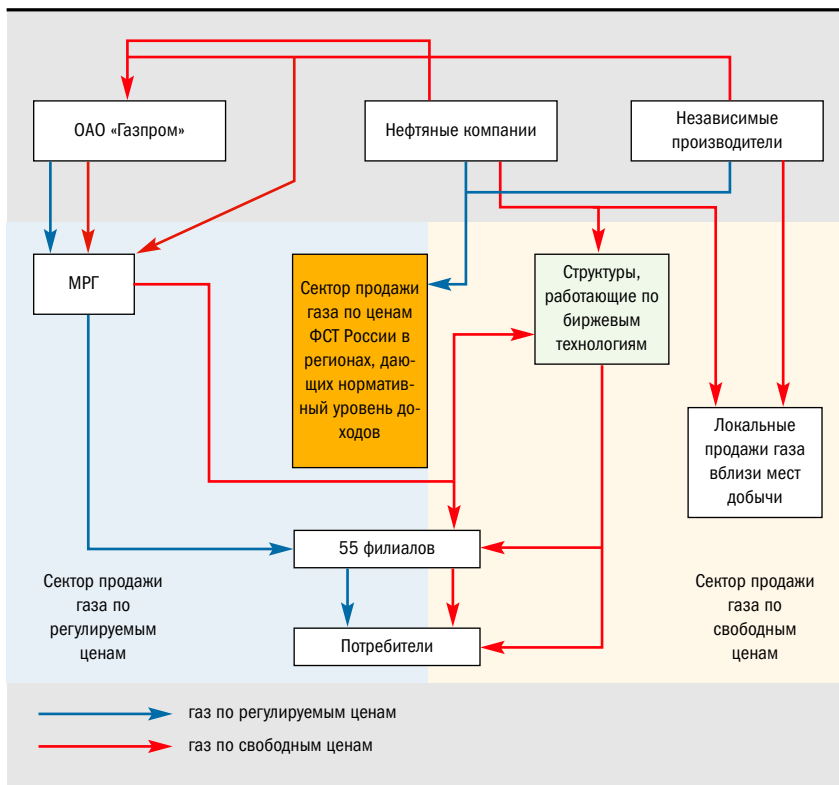 ОАО «Газпром»
Нефтяные компании
Независимые
производители
МРГ
Сектор продажи
газа по ценам
ФСТ России в
регионах, даю-
щих норматив-
ный уровень до-
ходов
Структуры,
работающие по
биржевым
технологиям
Локальные
продажи газа
вблизи мест
добычи
55 филиалов
Сектор продажи
газа по
регулируемым
ценам
Потребители
Сектор продажи
газа по
свободным
ценам
газ по регулируемым ценам
газ по свободным ценам